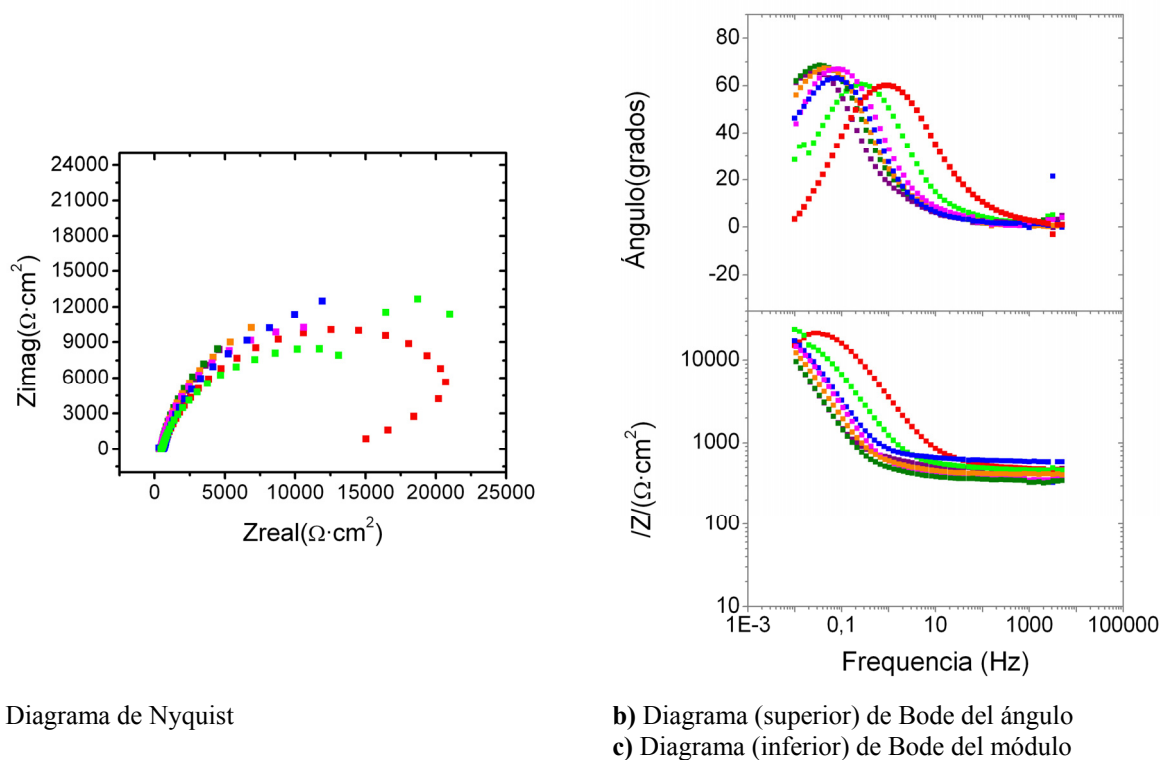 24000
21000
18000
15000
12000
9000
6000
3000
0
Zimag(Ω·cm²)
0 5000 10000 15000 20000 25000
Zreal(Ω·cm²)
80
60
40
20
0
-20
Ángulo(grados)
10000
1000
100
10
/Z/(Ω·cm²)
1E-3 0,1 10 1000 100000
Frequencia (Hz)
Diagrama de Nyquist
b) Diagrama (superior) de Bode del ángulo
c) Diagrama (inferior) de Bode del módulo